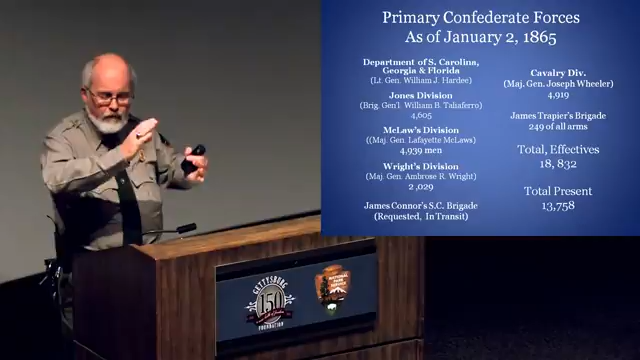 Primary Confederate Forces
As of January 2, 1865
Department of S. Carolina,
Georgia & Florida
(Lt. Gen. William J. Hardee)
Jones Division
(Brig. Gen'l. William B. Taliaferro)
4,605
McLaw's Division
((Maj. Gen. Lafayette McLaws)
4,939 men
Wright's Division
(Maj. Gen. Ambrose R. Wright)
2 ,029
James Connor's S.C. Brigade
(Requested, In Transit)
Cavalry Div.
(Maj. Gen. Joseph Wheeler)
4,919
James Trapier's Brigade
249 of all arms
Total, Effectives
18, 832
Total Present
13,758
GETTYSBURG
150
FOUNDATION
NATIONAL
PARK
SERVICE